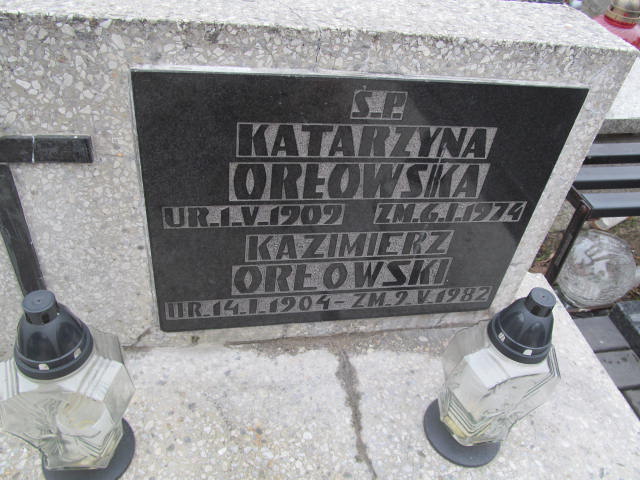 Ś.P.
KATARZYNA
ORŁOWSKA
UR.1.V.1909 ZM.6.I.1974
KAZIMIERZ
ORŁOWSKI
UR.14.I.1904-ZM.9.V.1982